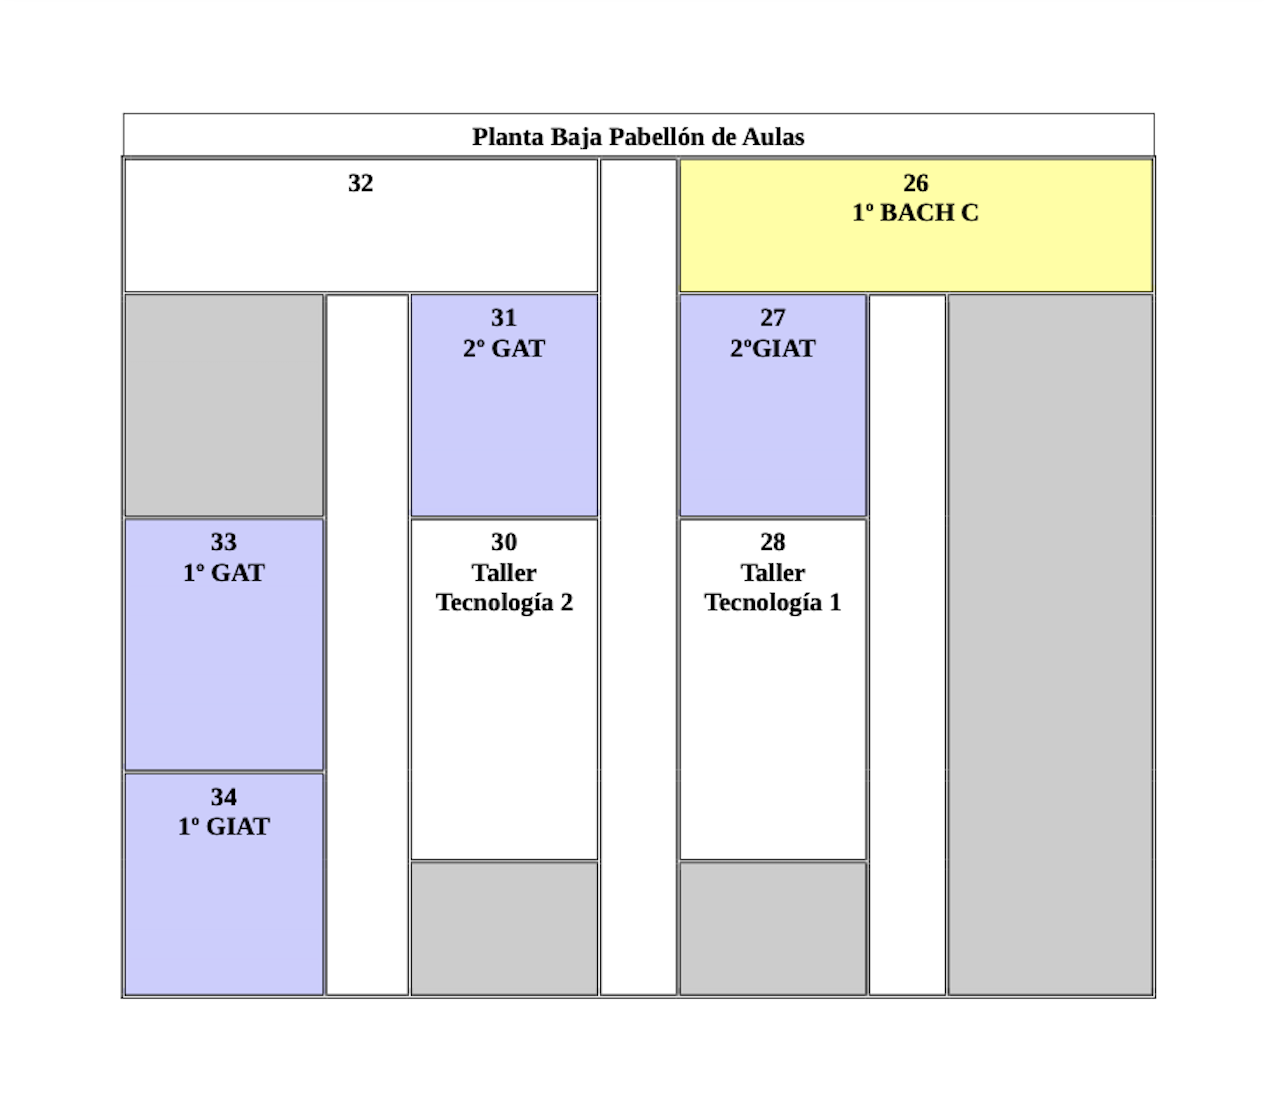 Planta Baja Pabellón de Aulas
32
26
1º BACH C
31
2º GAT
27
2ºGIAT
33
1º GAT
30
Taller
Tecnología 2
28
Taller
Tecnología 1
34
1º GIAT